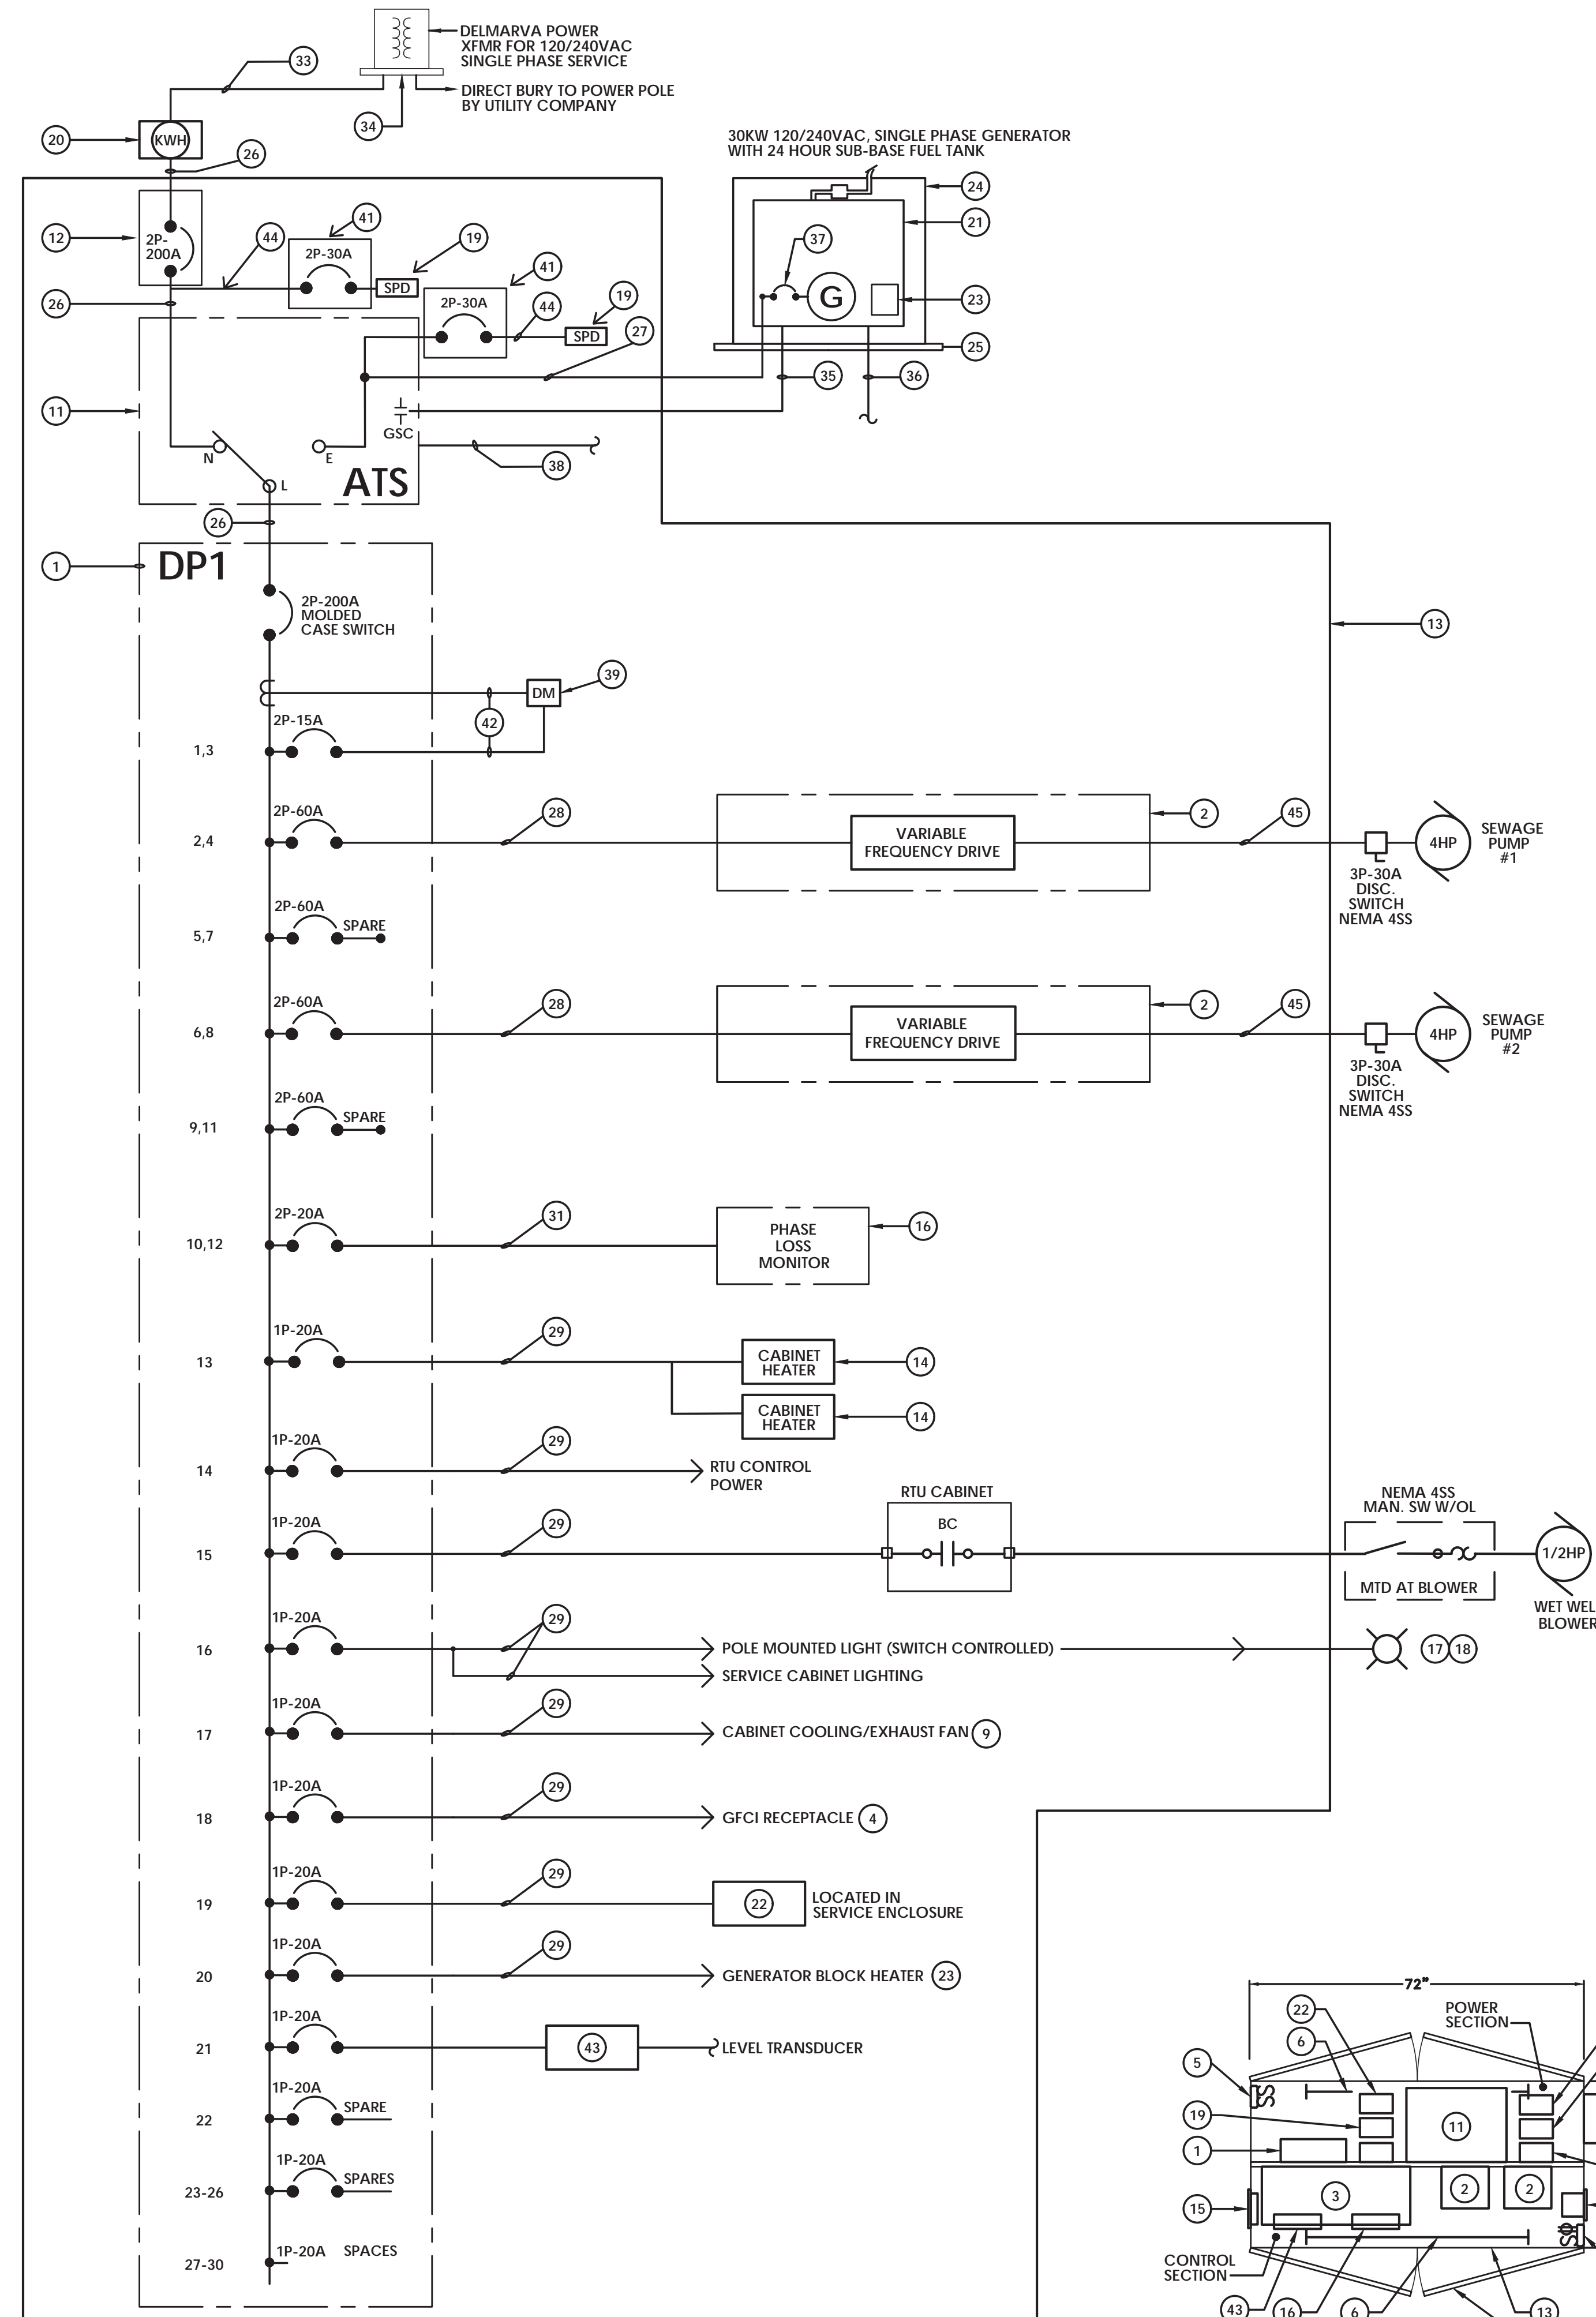 DELMARVA POWER
XFMR FOR 120/240VAC
SINGLE PHASE SERVICE
33
DIRECT BURY TO POWER POLE
BY UTILITY COMPANY
34
20
KWH
26
30KW 120/240VAC, SINGLE PHASE GENERATOR
WITH 24 HOUR SUB-BASE FUEL TANK
24
21
37
G
23
25
35
36
12
2P-
200A
44
41
2P-30A
19
SPD
41
2P-30A
44
19
SPD
27
26
11
GSC
N
E
L
ATS
38
26
1
DP1
2P-200A
MOLDED
CASE SWITCH
13
DM
39
42
1,3
2P-15A
2,4
2P-60A
28
VARIABLE
FREQUENCY DRIVE
2
45
3P-30A
DISC.
SWITCH
NEMA 4SS
4HP
SEWAGE
PUMP
#1
5,7
2P-60A
SPARE
6,8
2P-60A
28
VARIABLE
FREQUENCY DRIVE
2
45
3P-30A
DISC.
SWITCH
NEMA 4SS
4HP
SEWAGE
PUMP
#2
9,11
2P-60A
SPARE
10,12
2P-20A
31
PHASE
LOSS
MONITOR
16
13
1P-20A
29
CABINET
HEATER
14
CABINET
HEATER
14
14
1P-20A
29
RTU CONTROL
POWER
15
1P-20A
29
RTU CABINET
BC
NEMA 4SS
MAN. SW W/OL
MTD AT BLOWER
1/2HP
WET WEL
BLOWER
16
1P-20A
29
POLE MOUNTED LIGHT (SWITCH CONTROLLED)
17
18
SERVICE CABINET LIGHTING
17
1P-20A
29
CABINET COOLING/EXHAUST FAN 9
18
1P-20A
29
GFCI RECEPTACLE 4
19
1P-20A
29
22
LOCATED IN
SERVICE ENCLOSURE
20
1P-20A
29
GENERATOR BLOCK HEATER 23
21
1P-20A
43
LEVEL TRANSDUCER
22
1P-20A
SPARE
23-26
1P-20A
SPARES
27-30
1P-20A SPACES
72"
22
6
POWER
SECTION
5
19
1
11
15
3
2
2
CONTROL
SECTION
43
16
6
13